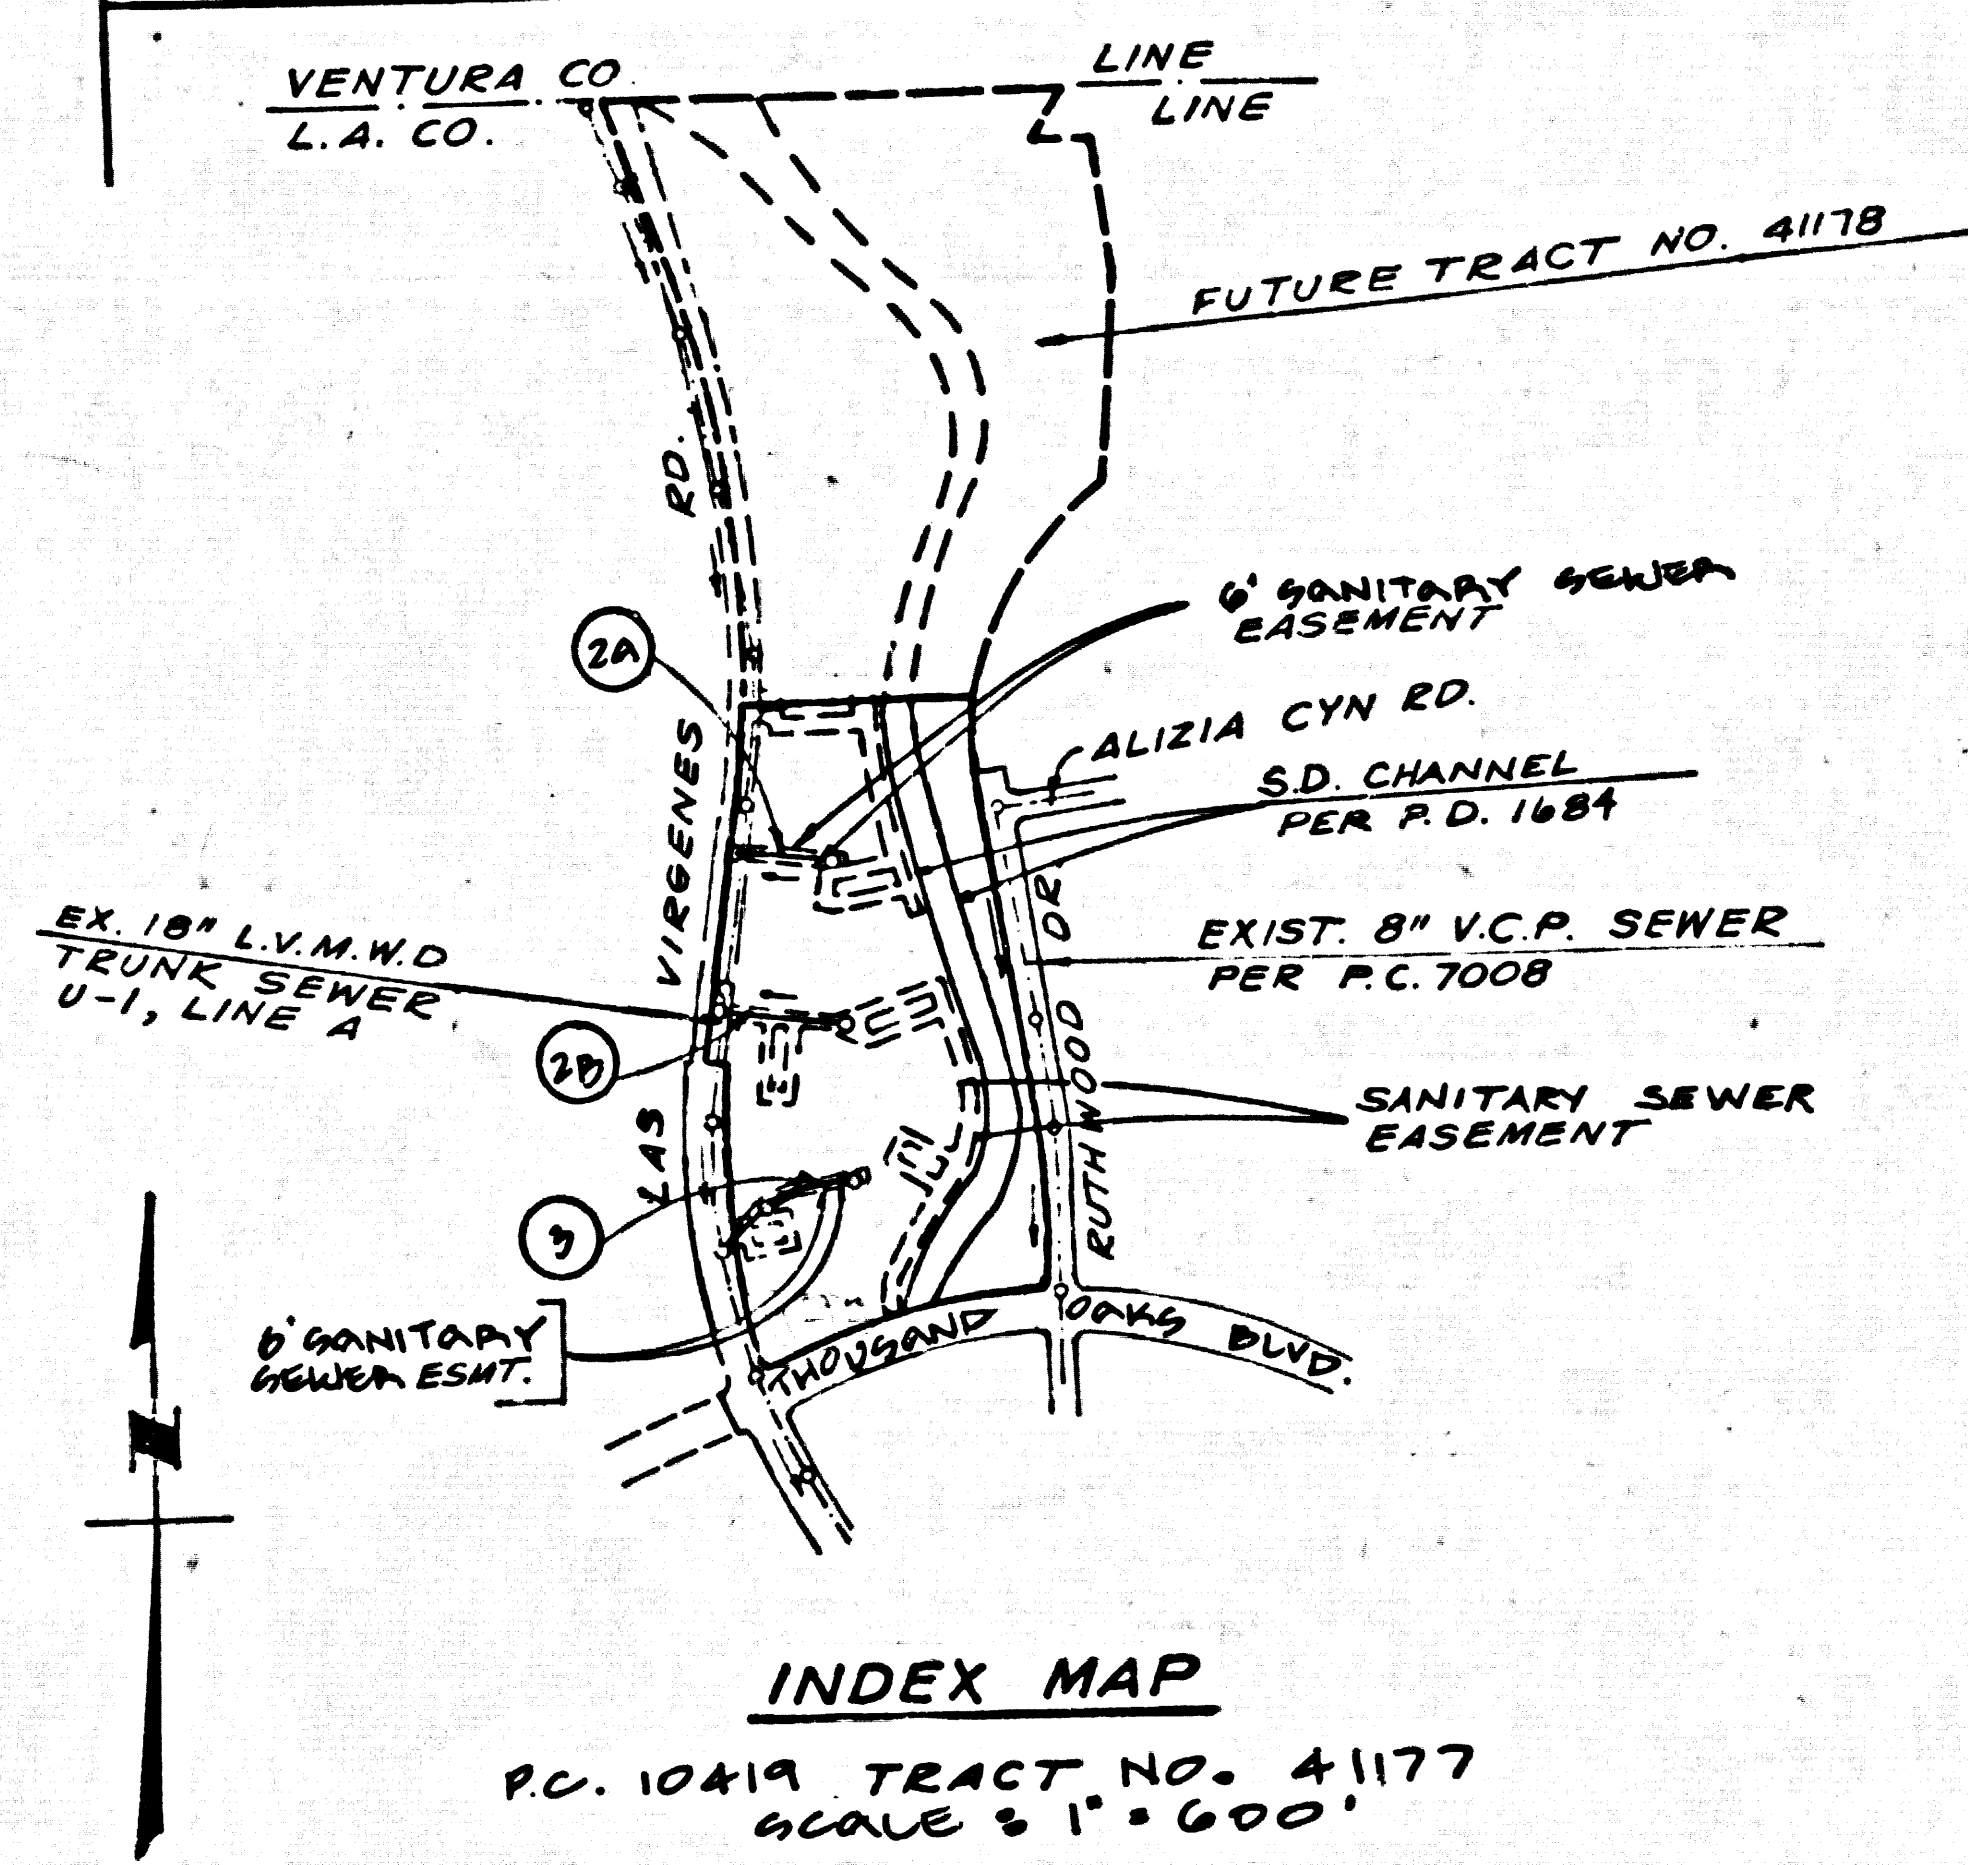 VENTURA CO. LINE
L.A. CO. LINE
FUTURE TRACT NO. 41178
RD.
6' SANITARY SEWER
EASEMENT
2A
ALIZIA CYN RD.
S.D. CHANNEL
PER P.D. 1684
VIRGENES
DR.
EX. 18" L.V.M.W.D
TRUNK SEWER
U-1, LINE A
EXIST. 8" V.C.P. SEWER
PER P.C. 7008
2B
SANITARY SEWER
EASEMENT
LAS
RUTHWOOD
3
6' SANITARY
SEWER ESMT.
THOUSAND OAKS BLVD.
N
INDEX MAP
P.C. 10419 TRACT NO. 41177
SCALE : 1" = 600'